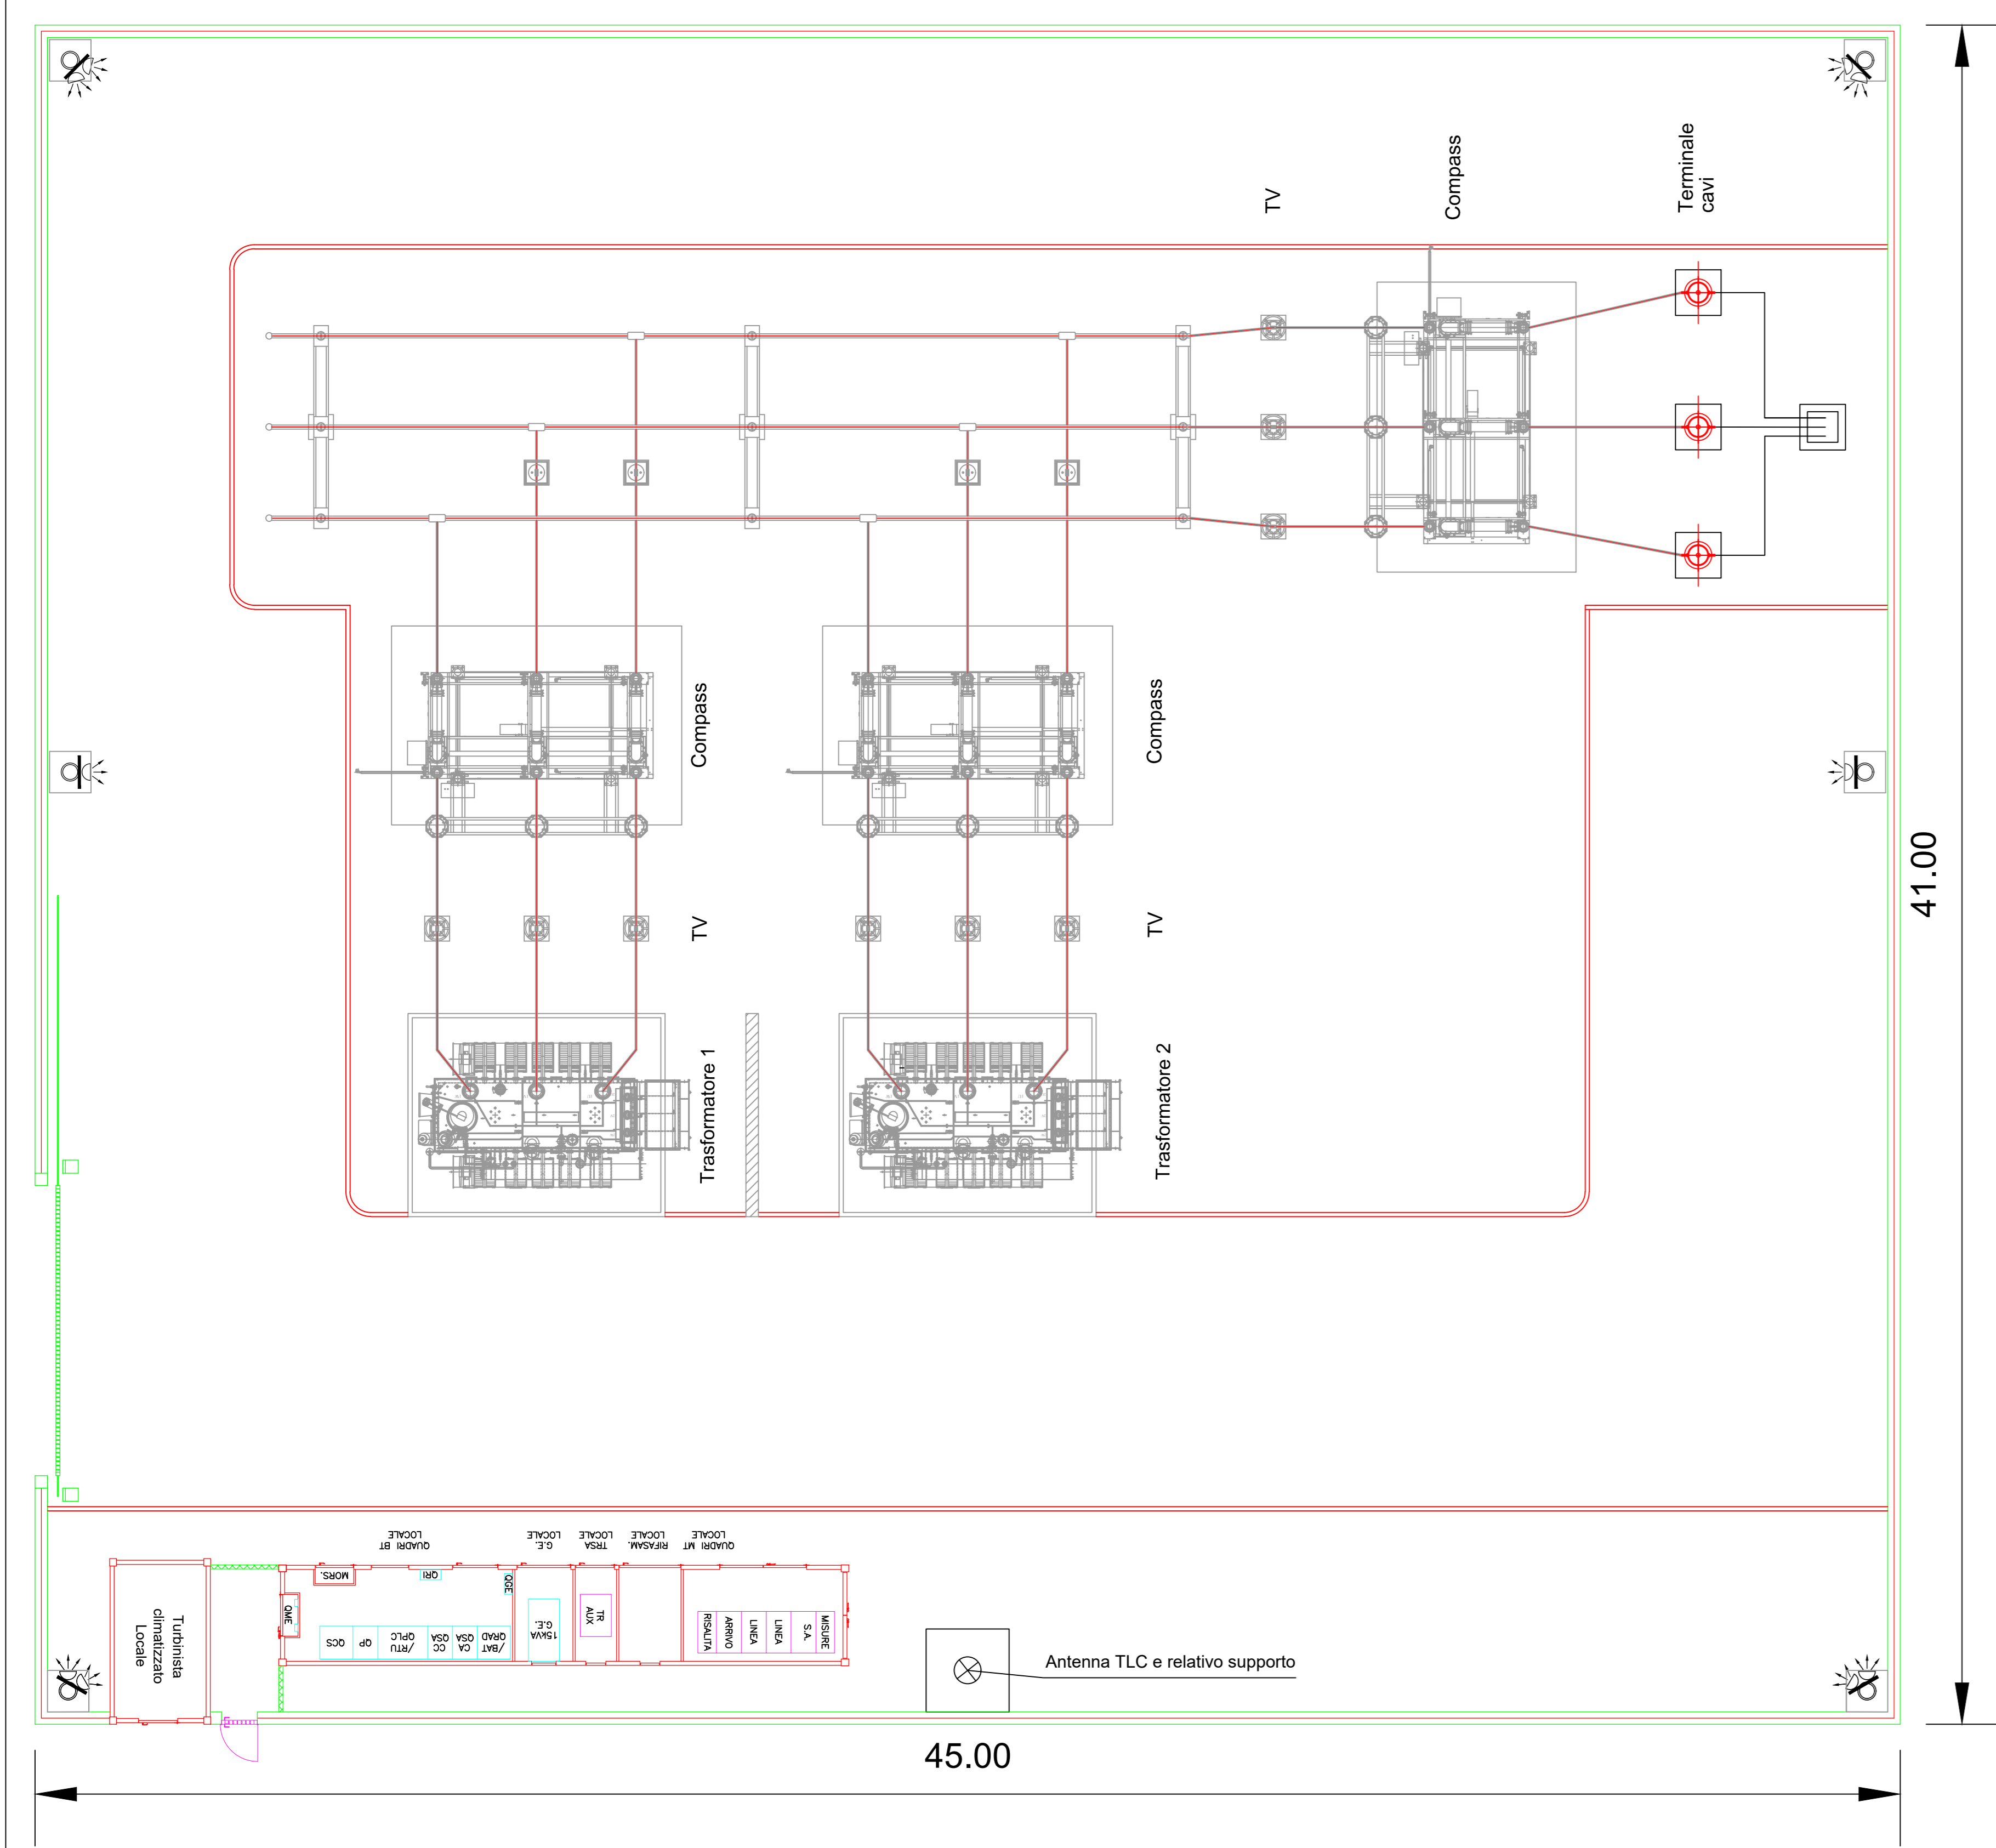 TV
Compass
Terminale
cavi
Compass
Compass
TV
TV
Trasformatore 1
Trasformatore 2
41.00
LOCALE
QUADRI BT
LOCALE
G.E.
LOCALE
TRSA
LOCALE
RIFASAM.
LOCALE
QUADRI MT
MORS.
QRI
QGE
QME
QCS
QP
/RTU
QPLC
CC
QSA
CA
QSA
/BAT
QRAD
15kVA
G.E.
TR
AUX
RISALITA
ARRIVO
LINEA
LINEA
S.A.
MISURE
Locale
climatizzato
Turbinista
Antenna TLC e relativo supporto
45.00